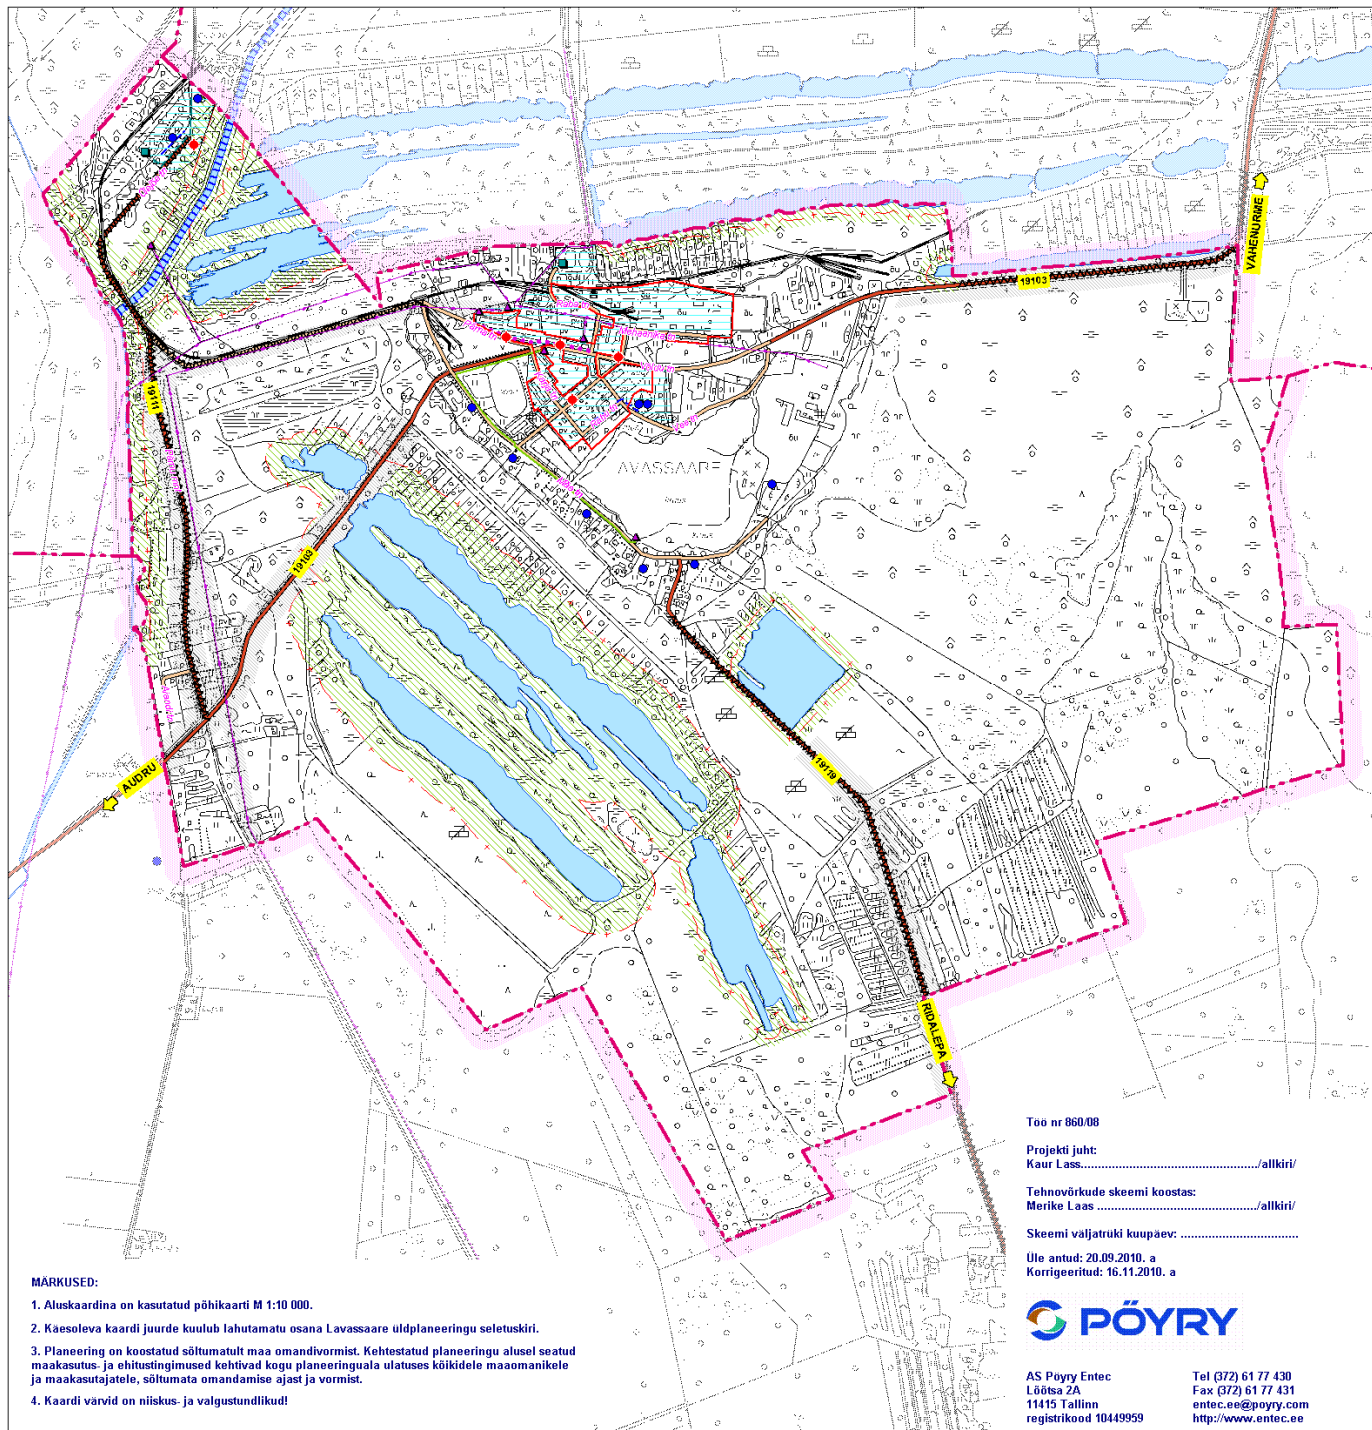 VAHENURME
19103
Raba tn
19111
AVASSAARE
19103
AUDRU
19119
RIDALEPA
Töö nr 860/08
Projekti juht:
Kaur Lass................................................/allkiri/
Tehnovõrkude skeemi koostas:
Merike Laas ............................................/allkiri/
Skeemi väljatrüki kuupäev: ................................
Üle antud: 20.09.2010. a
Korrigeeritud: 16.11.2010. a
PÖYRY
AS Pöyry Entec
Lõõtsa 2A
11415 Tallinn
registrikood 10449959
Tel (372) 61 77 430
Fax (372) 61 77 431
entec.ee@poyry.com
http://www.entec.ee
MÄRKUSED:
1. Aluskaardina on kasutatud põhikaarti M 1:10 000.
2. Käesoleva kaardi juurde kuulub lahutamatu osana Lavassaare üldplaneeringu seletuskiri.
3. Planeering on koostatud sõltumatult maa omandivormist. Kehtestatud planeeringu alusel seatud
maakasutus- ja ehitustingimused kehtivad kogu planeeringuala ulatuses kõikidele maaomanikele
ja maakasutajatele, sõltumata omandamise ajast ja vormist.
4. Kaardi värvid on niiskus- ja valgustundlikud!